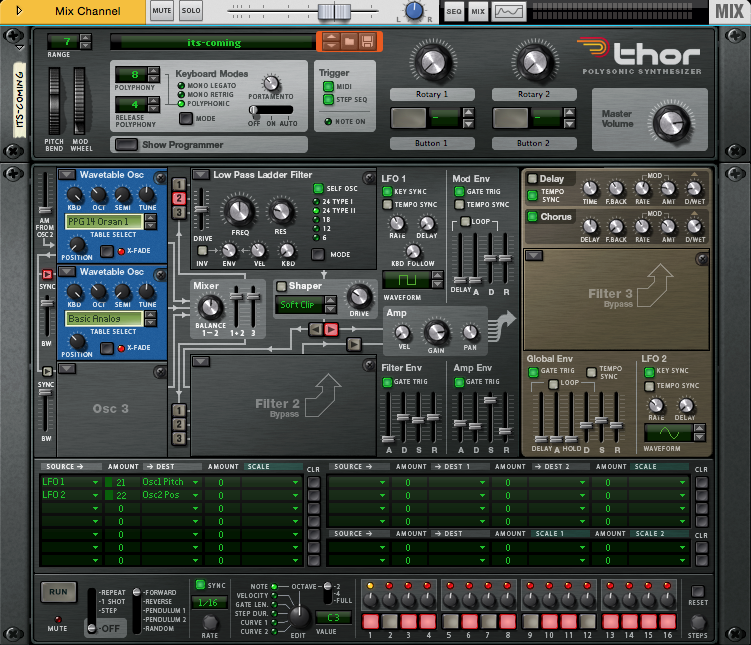 Mix Channel MUTE SOLO L R SEQ MIX MIX
7 RANGE
its-coming
thor
POLYSONIC SYNTHESIZER
ITS-COMING
PITCH BEND MOD WHEEL
8 POLYPHONY
4 RELEASE POLYPHONY
Keyboard Modes
MONO LEGATO
MONO RETRIG
POLYPHONIC
MODE
PORTAMENTO
OFF ON AUTO
Trigger
MIDI
STEP SEQ
NOTE ON
Rotary 1 Rotary 2
Button 1 Button 2
Master Volume
Show Programmer
AM FROM OSC 2
SYNC
BW
SYNC
BW
Wavetable Osc
KBD OCT SEMI TUNE
PPG 14 Organ 1
TABLE SELECT
POSITION X-FADE
Wavetable Osc
KBD OCT SEMI TUNE
Basic Analog
TABLE SELECT
POSITION X-FADE
Osc 3
1
2
3
1
2
3
Low Pass Ladder Filter
DRIVE FREQ RES
SELF OSC
24 TYPE I
24 TYPE II
18
12
6
MODE
INV ENV VEL KBD
Mixer
BALANCE 1-2 1+2 3
Shaper
Soft Clip
DRIVE
Filter 2
Bypass
LFO 1
KEY SYNC
TEMPO SYNC
RATE DELAY
KBD FOLLOW
WAVEFORM
Mod Env
GATE TRIG
TEMPO SYNC
LOOP
DELAY A D R
Amp
VEL GAIN PAN
Filter Env
GATE TRIG
A D S R
Amp Env
GATE TRIG
A D S R
Delay
TEMPO SYNC
TIME F.BACK RATE AMT D/WET
MOD
Chorus
DELAY F.BACK RATE AMT D/WET
MOD
Filter 3
Bypass
Global Env
GATE TRIG
TEMPO SYNC
LOOP
DELAY A HOLD D S R
LFO 2
KEY SYNC
TEMPO SYNC
RATE DELAY
WAVEFORM
SOURCE AMOUNT DEST AMOUNT SCALE CLR
LFO 1 21 Osc1 Pitch 0
LFO 2 22 Osc2 Pos 0
0 0
0 0
0 0
0 0
0 0
SOURCE AMOUNT DEST 1 AMOUNT DEST 2 AMOUNT SCALE CLR
0 0 0
0 0 0
0 0 0
0 0 0
SOURCE AMOUNT DEST AMOUNT SCALE 1 AMOUNT SCALE 2 CLR
0 0 0
0 0 0
RUN
MUTE
-REPEAT
-1 SHOT
-STEP
-OFF
-FORWARD
-REVERSE
-PENDULUM 1
-PENDULUM 2
-RANDOM
SYNC
1/16
RATE
NOTE
VELOCITY
GATE LEN.
STEP DUR.
CURVE 1
CURVE 2
EDIT
OCTAVE
-2
-4
-FULL
C 3
VALUE
1 2 3 4 5 6 7 8 9 10 11 12 13 14 15 16
RESET
STEPS